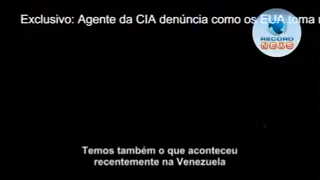 Exclusivo: Agente da CIA denúncia como os EUA toma
RECORD
NEWS
Temos também o que aconteceu
recentemente na Venezuela